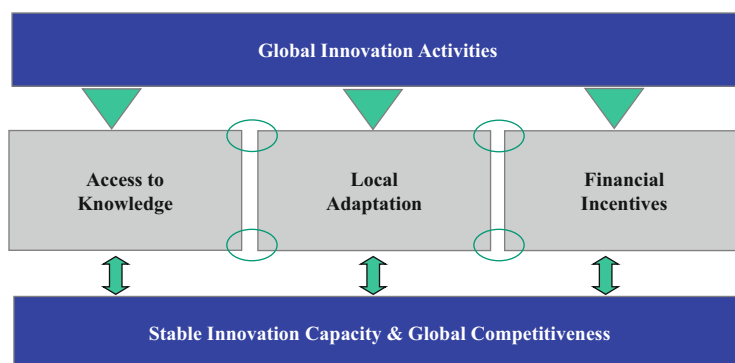 Global Innovation Activities
Access to
Knowledge
Local
Adaptation
Financial
Incentives
Stable Innovation Capacity & Global Competitiveness